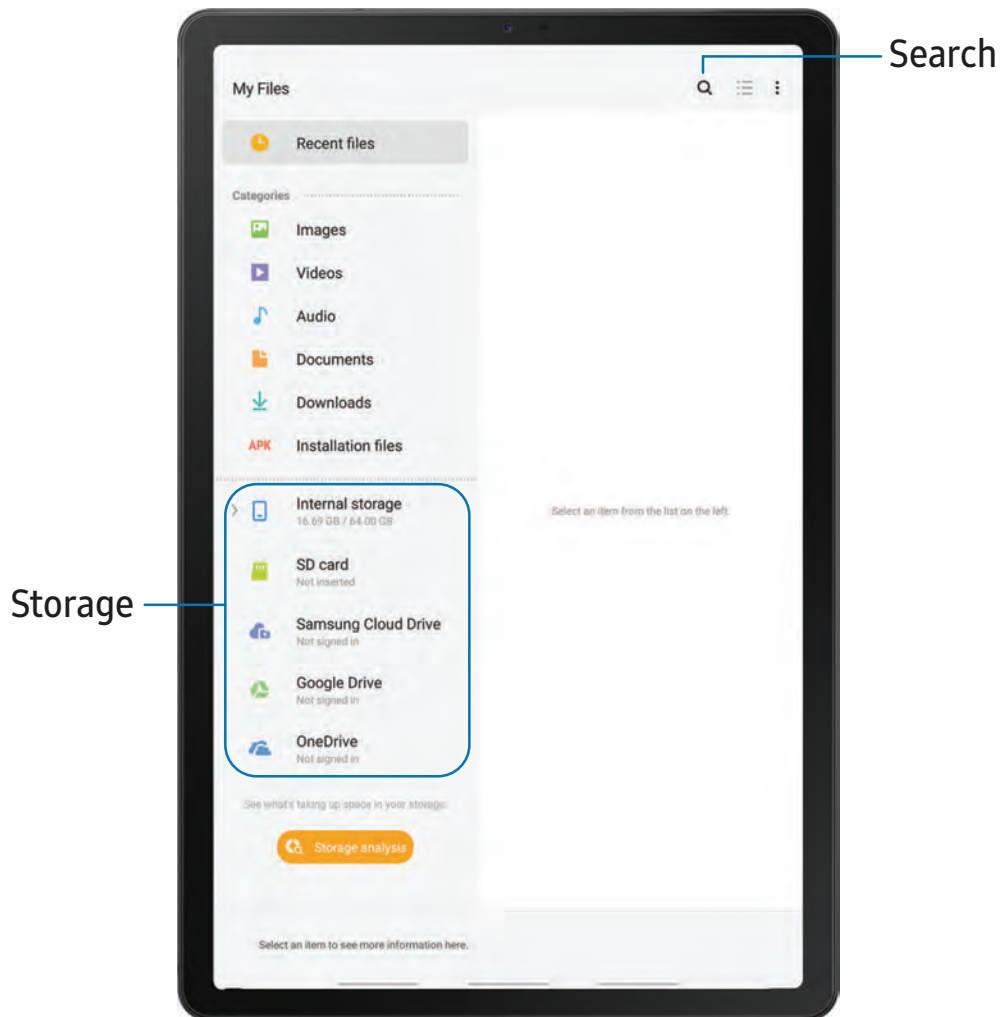 Search
My Files
Recent files
Categories
Images
Videos
Audio
Documents
Downloads
APK Installation files
Internal storage
16.69 GB / 64.00 GB
Select an item from the list on the left.
SD card
Not inserted
Storage
Samsung Cloud Drive
Not signed in
Google Drive
Not signed in
OneDrive
Not signed in
See what's taking up space in your storage.
Storage analysis
Select an item to see more information here.